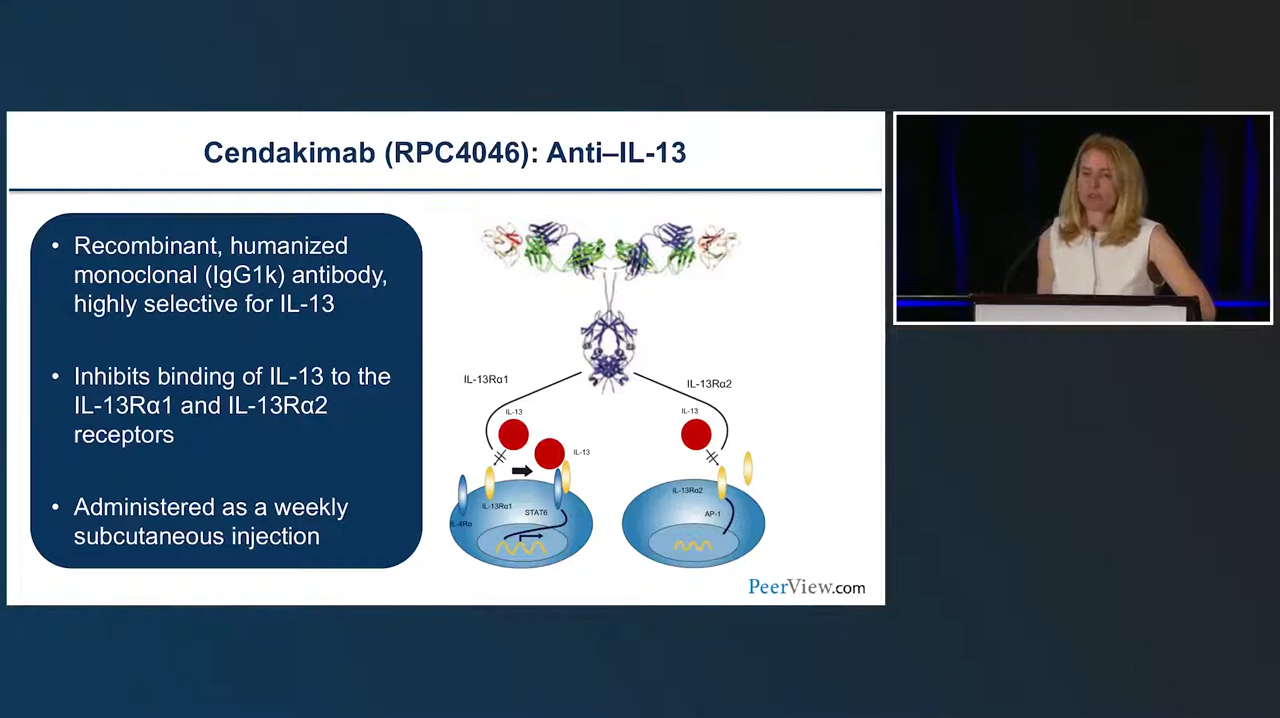 Cendakimab (RPC4046): Anti–IL-13
• Recombinant, humanized
monoclonal (IgG1k) antibody,
highly selective for IL-13
• Inhibits binding of IL-13 to the
IL-13Rα1 and IL-13Rα2
receptors
• Administered as a weekly
subcutaneous injection
IL-13Rα1
IL-13
IL-13
IL-13Rα1
STAT6
IL-4Rα
IL-13Rα2
IL-13
IL-13Rα2
AP-1
PeerView.com